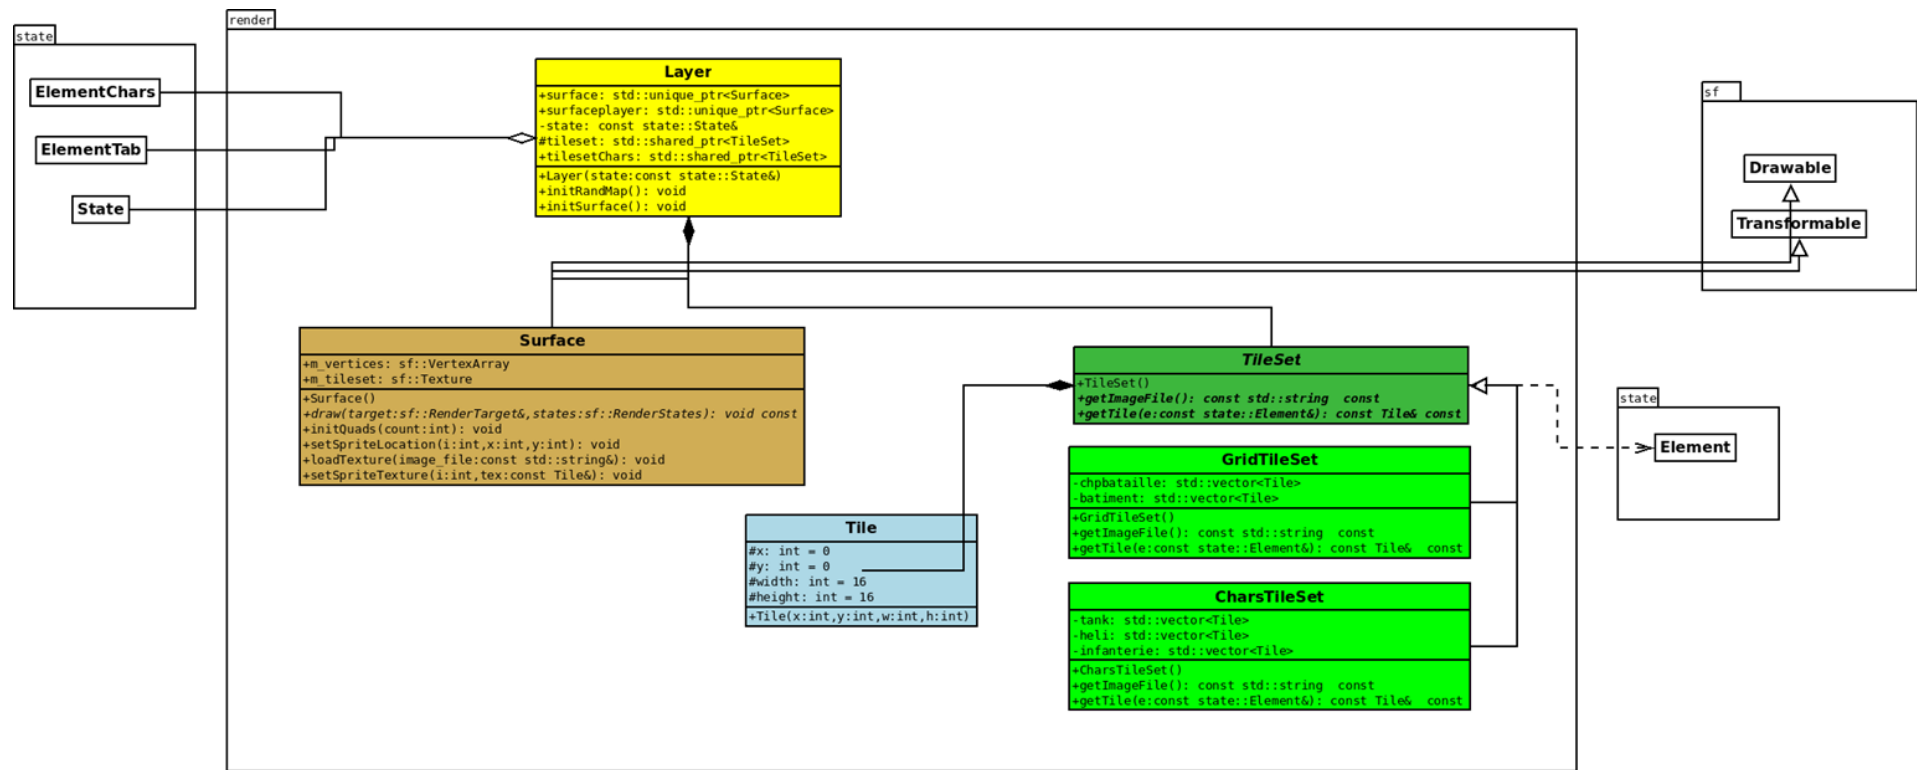 state
ElementChars
ElementTab
State
render
Layer
+surface: std::unique_ptr<Surface>
+surfaceplayer: std::unique_ptr<Surface>
-state: const state::State&
#tileset: std::shared_ptr<TileSet>
+tilesetChars: std::shared_ptr<TileSet>
+Layer(state:const state::State&)
+initRandMap(): void
+initSurface(): void
sf
Drawable
Transformable
Surface
+m_vertices: sf::VertexArray
+m_tileset: sf::Texture
+Surface()
+draw(target:sf::RenderTarget&,states:sf::RenderStates): void const
+initQuads(count:int): void
+setSpriteLocation(i:int,x:int,y:int): void
+loadTexture(image_file:const std::string&): void
+setSpriteTexture(i:int,tex:const Tile&): void
TileSet
+TileSet()
+getImageFile(): const std::string  const
+getTile(e:const state::Element&): const Tile& const
state
Element
GridTileSet
-chpbataille: std::vector<Tile>
-batiment: std::vector<Tile>
+GridTileSet()
+getImageFile(): const std::string  const
+getTile(e:const state::Element&): const Tile&  const
Tile
#x: int = 0
#y: int = 0
#width: int = 16
#height: int = 16
+Tile(x:int,y:int,w:int,h:int)
CharsTileSet
-tank: std::vector<Tile>
-heli: std::vector<Tile>
-infanterie: std::vector<Tile>
+CharsTileSet()
+getImageFile(): const std::string  const
+getTile(e:const state::Element&): const Tile&  const